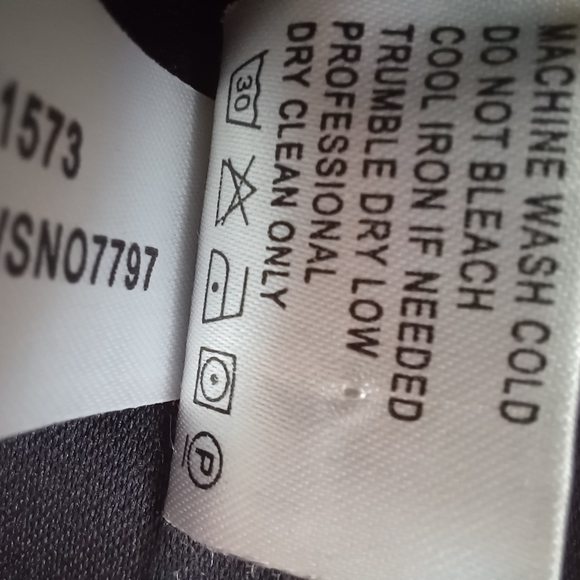 MACHINE WASH COLD
DO NOT BLEACH
COOL IRON IF NEEDED
TRUMBLE DRY LOW
PROFESSIONAL
DRY CLEAN ONLY
30
P
1573
SNO7797